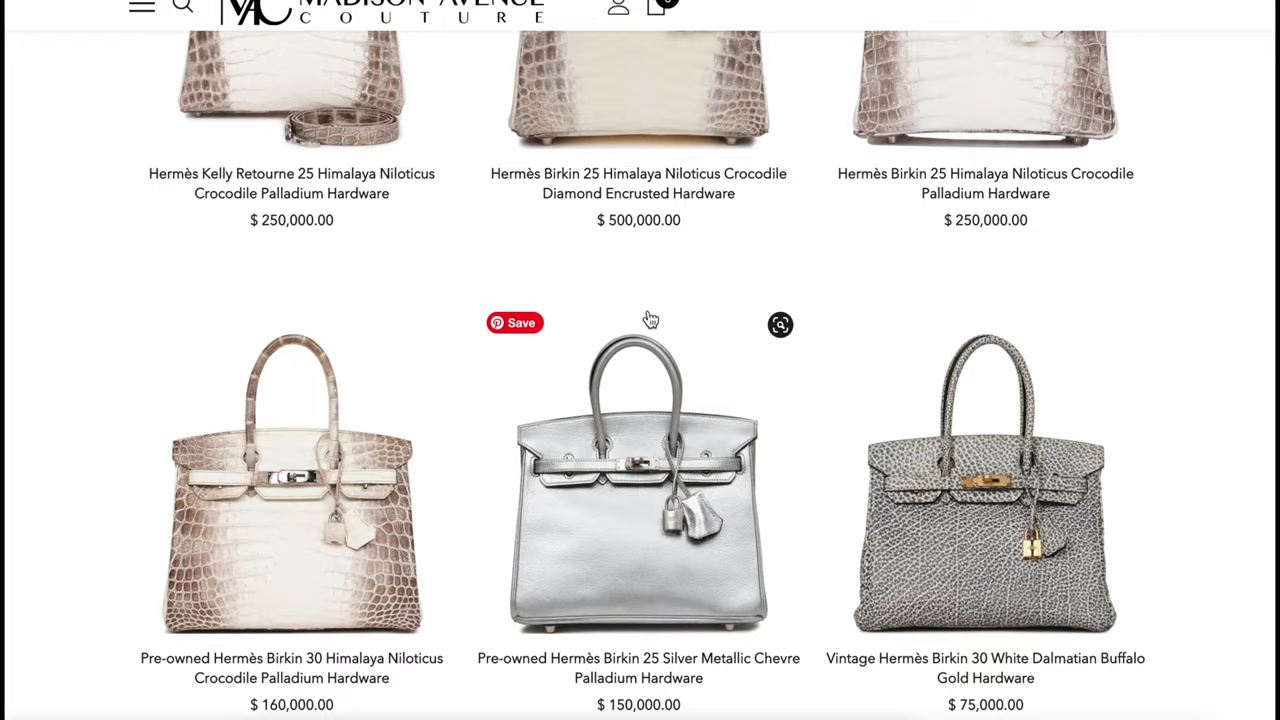 MADISON AVENUE
COUTURE
Hermès Kelly Retourne 25 Himalaya Niloticus
Crocodile Palladium Hardware
$ 250,000.00
Hermès Birkin 25 Himalaya Niloticus Crocodile
Diamond Encrusted Hardware
$ 500,000.00
Hermès Birkin 25 Himalaya Niloticus Crocodile
Palladium Hardware
$ 250,000.00
Save
Pre-owned Hermès Birkin 30 Himalaya Niloticus
Crocodile Palladium Hardware
$ 160,000.00
Pre-owned Hermès Birkin 25 Silver Metallic Chevre
Palladium Hardware
$ 150,000.00
Vintage Hermès Birkin 30 White Dalmatian Buffalo
Gold Hardware
$ 75,000.00